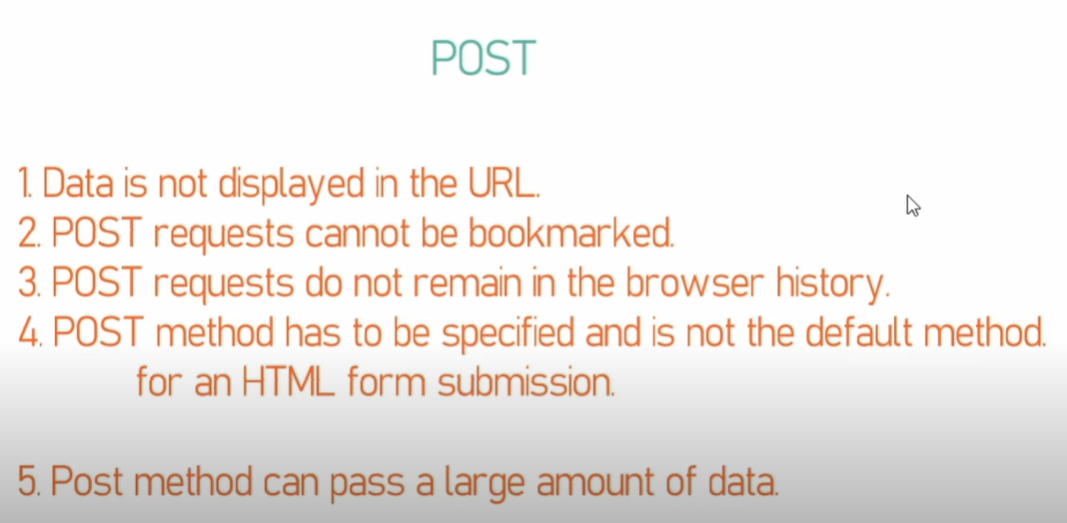 POST
1. Data is not displayed in the URL.
2. POST requests cannot be bookmarked.
3. POST requests do not remain in the browser history.
4. POST method has to be specified and is not the default method.
for an HTML form submission.
5. Post method can pass a large amount of data.